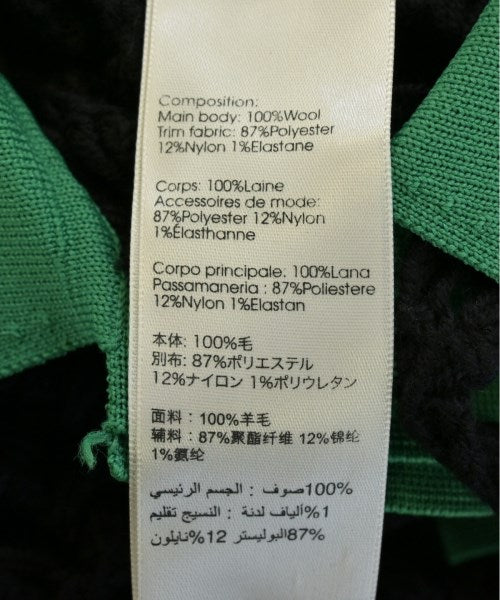 Composition:
Main body: 100%Wool
Trim fabric: 87%Polyester
12%Nylon 1%Elastane
Corps: 100%Laine
Accessoires de mode:
87%Polyester 12%Nylon
1%Élasthanne
Corpo principale: 100%Lana
Passamaneria : 87%Poliestere
12%Nylon 1%Elastan
本体: 100%毛
別布: 87%ポリエステル
12%ナイロン 1%ポリウレタン
面料：100%羊毛
辅料：87%聚酯纤维 12%锦纶
1%氨纶
100%صوف : الجسم الرئيسي
1%ألياف لدنة : النسيج تقليم
87%البوليستر 12%نايلون